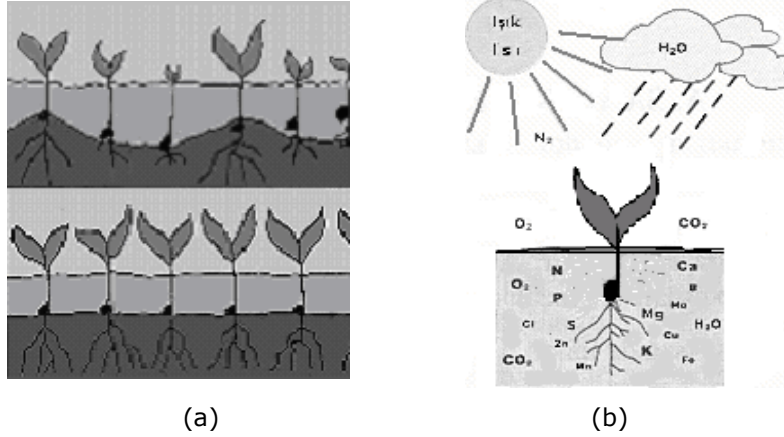 Işık
Isı
H₂O
N₂
O₂
CO₂
N
Ca
O₂
B
P
Mo
Mg
Cl
S
H₂O
Cu
Zn
K
Fe
CO₂
Mn
(a)
(b)